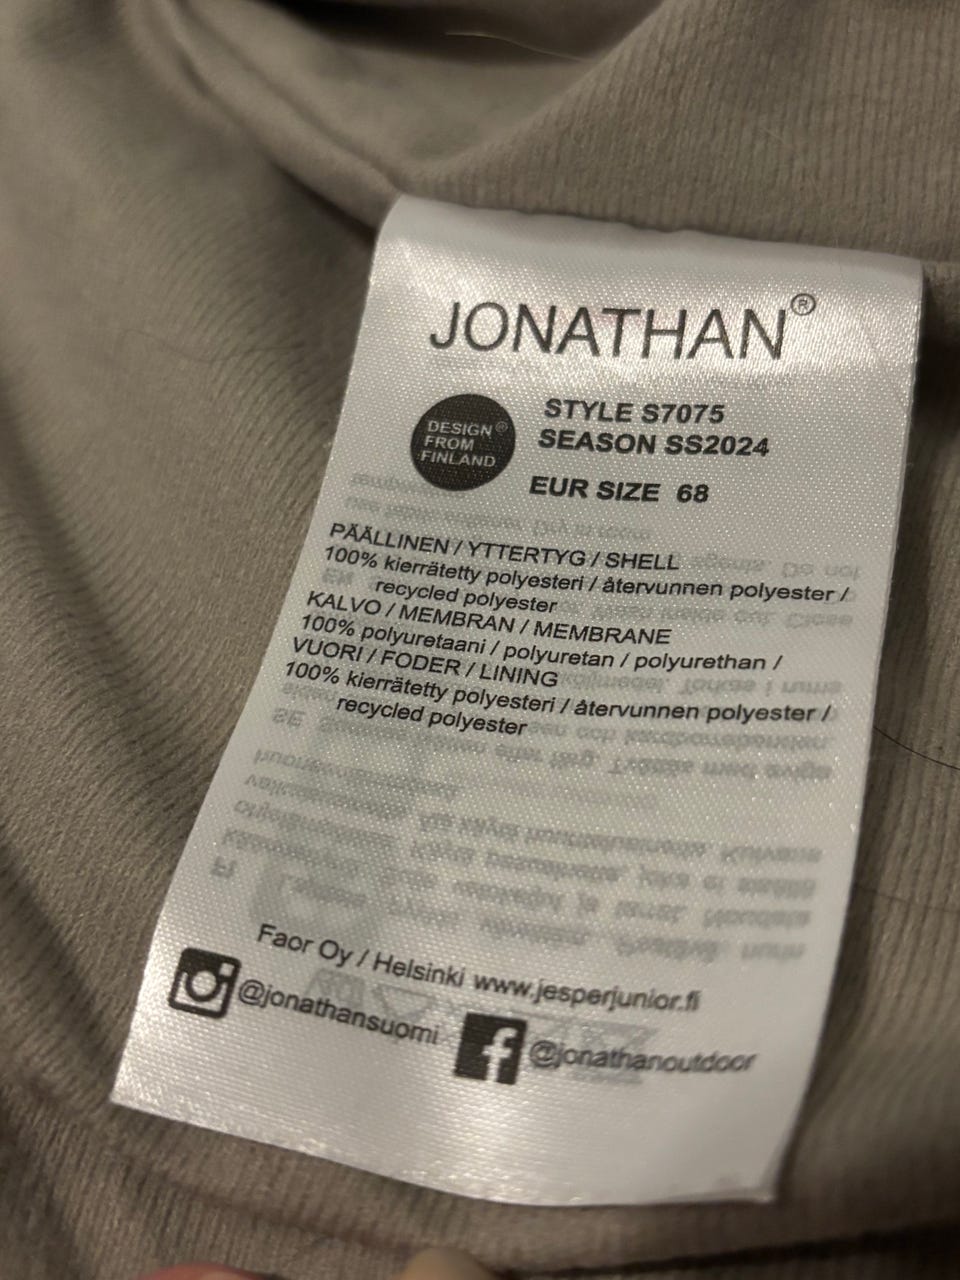 JONATHAN®
DESIGN®
FROM
FINLAND
STYLE S7075
SEASON SS2024
EUR SIZE 68
PÄÄLLINEN / YTTERTYG / SHELL
100% kierrätetty polyesteri / återvunnen polyester /
recycled polyester
KALVO / MEMBRAN / MEMBRANE
100% polyuretaani / polyuretan / polyurethan /
VUORI / FODER / LINING
100% kierrätetty polyesteri / återvunnen polyester /
recycled polyester
Faor Oy / Helsinki www.jesperjunior.fi
@jonathansuomi
@jonathanoutdoor